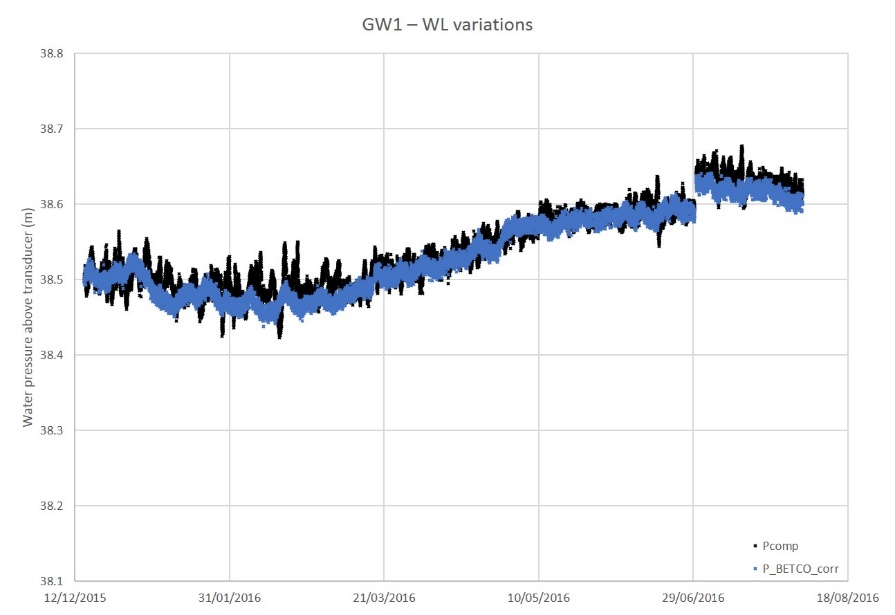 GW1 – WL variations
38.8
38.7
38.6
38.5
38.4
38.3
38.2
38.1
Water pressure above transducer (m)
Pcomp
P_BETCO_corr
12/12/2015 31/01/2016 21/03/2016 10/05/2016 29/06/2016 18/08/2016